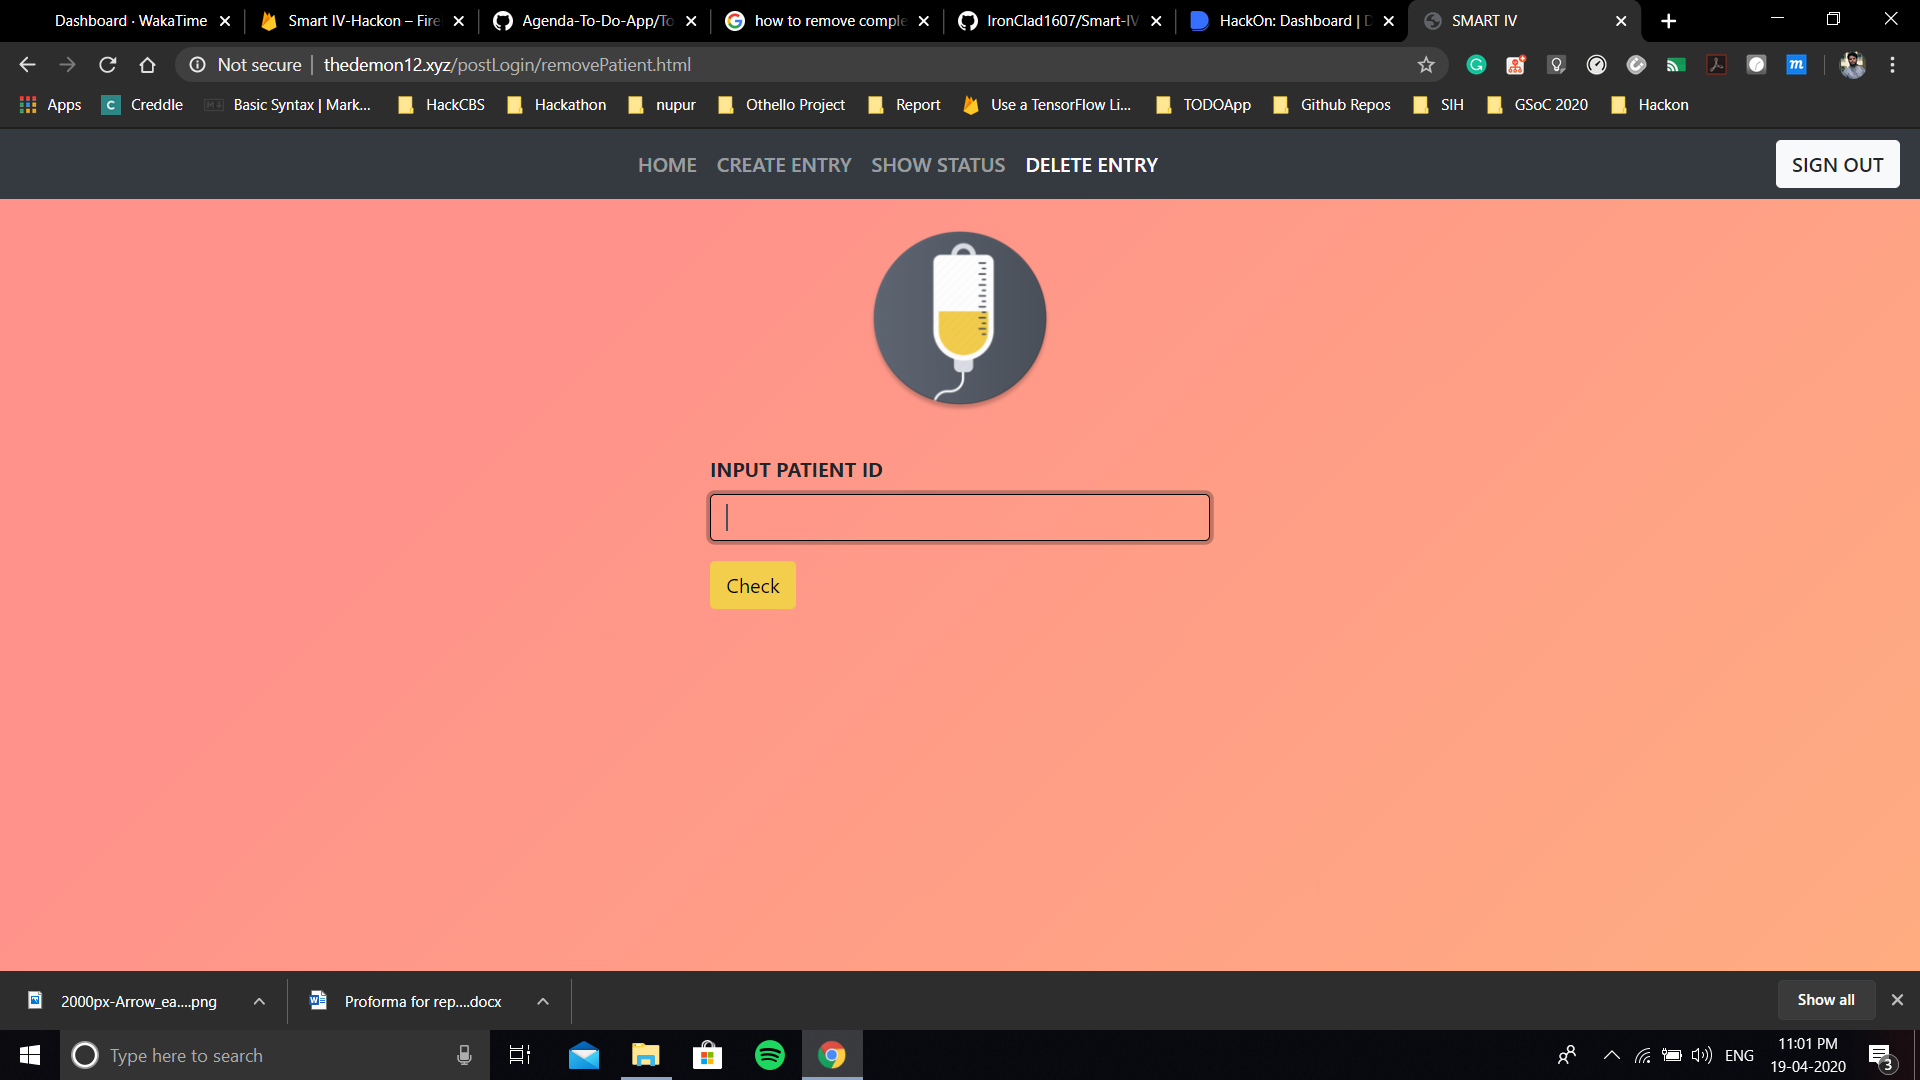 Dashboard · WakaTime
Smart IV-Hackon – Fire
Agenda-To-Do-App/To
how to remove comple
IronClad1607/Smart-IV
HackOn: Dashboard | D
SMART IV
Not secure | thedemon12.xyz/postLogin/removePatient.html
Apps
Creddle
Basic Syntax | Mark...
HackCBS
Hackathon
nupur
Othello Project
Report
Use a TensorFlow Li...
TODOApp
Github Repos
SIH
GSoC 2020
Hackon
HOME
CREATE ENTRY
SHOW STATUS
DELETE ENTRY
SIGN OUT
INPUT PATIENT ID
Check
2000px-Arrow_ea....png
Proforma for rep....docx
Show all
Type here to search
ENG
11:01 PM
19-04-2020
3